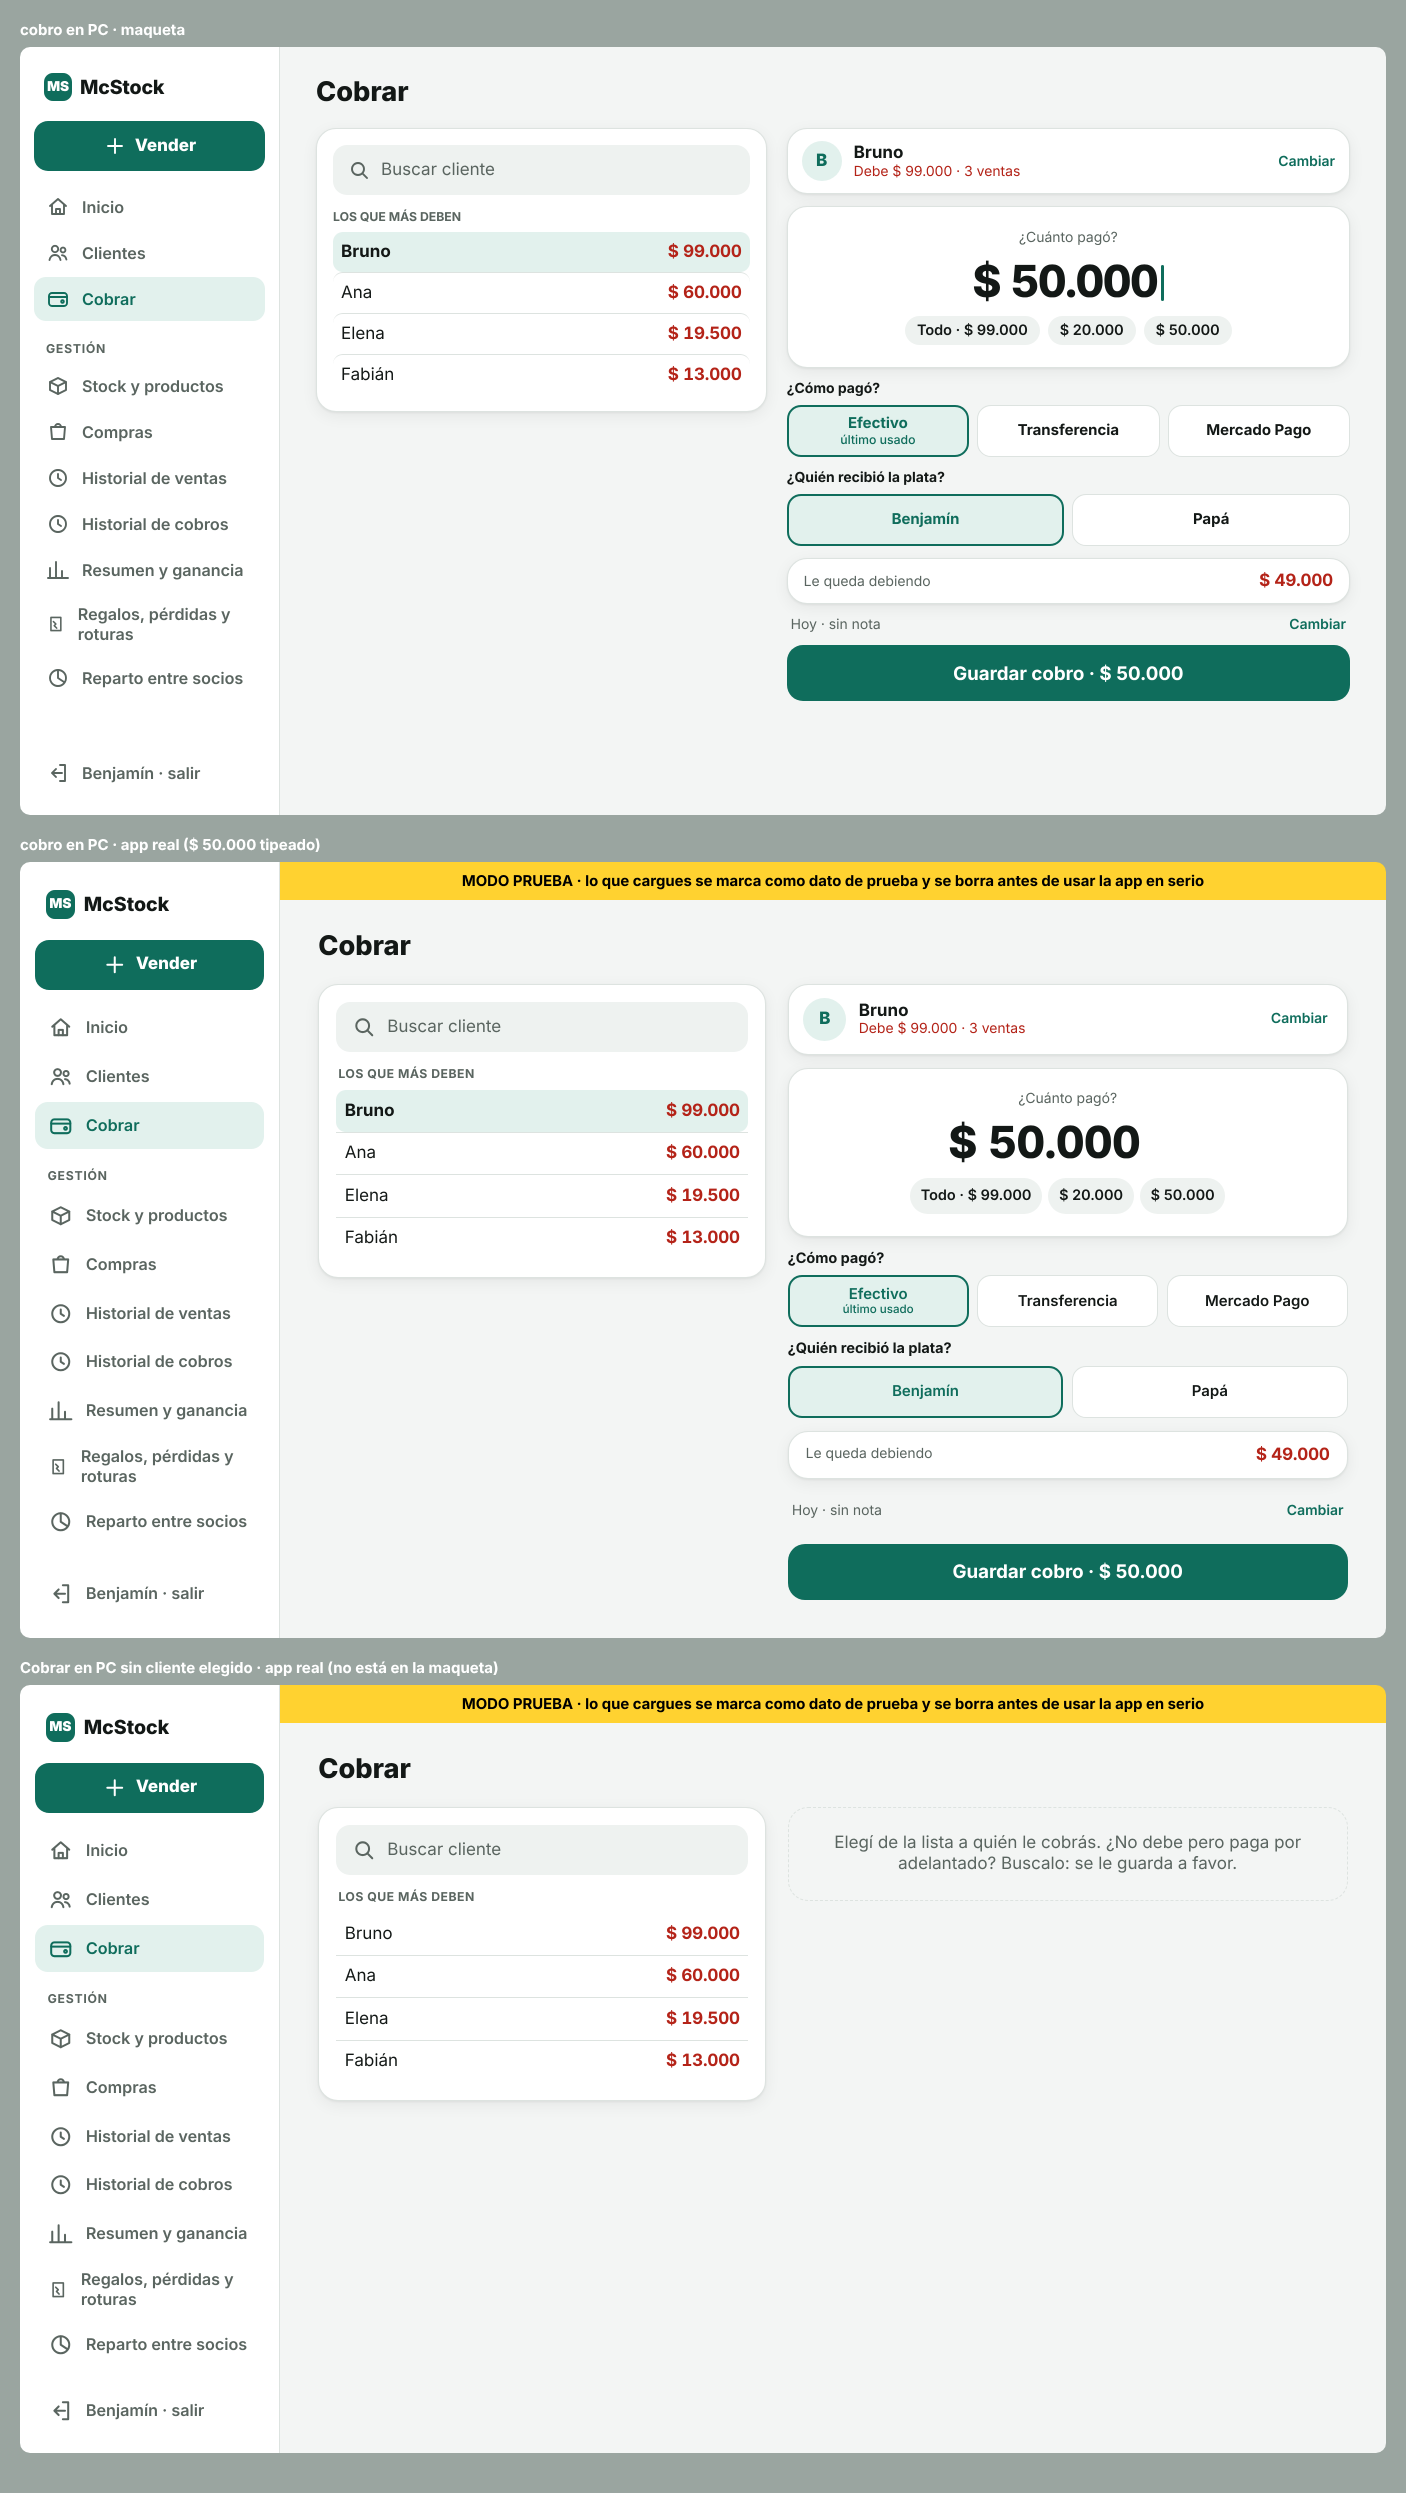 cobro en PC · maqueta
MS McStock
Vender
Inicio
Clientes
Cobrar
GESTIÓN
Stock y productos
Compras
Historial de ventas
Historial de cobros
Resumen y ganancia
Regalos, pérdidas y
roturas
Reparto entre socios
Benjamín · salir
Cobrar
Buscar cliente
LOS QUE MÁS DEBEN
Bruno $ 99.000
Ana $ 60.000
Elena $ 19.500
Fabián $ 13.000
B Bruno
Debe $ 99.000 · 3 ventas
Cambiar
¿Cuánto pagó?
$ 50.000
Todo · $ 99.000 $ 20.000 $ 50.000
¿Cómo pagó?
Efectivo
último usado
Transferencia
Mercado Pago
¿Quién recibió la plata?
Benjamín Papá
Le queda debiendo $ 49.000
Hoy · sin nota Cambiar
Guardar cobro · $ 50.000
cobro en PC · app real ($ 50.000 tipeado)
MS McStock
Vender
Inicio
Clientes
Cobrar
GESTIÓN
Stock y productos
Compras
Historial de ventas
Historial de cobros
Resumen y ganancia
Regalos, pérdidas y
roturas
Reparto entre socios
Benjamín · salir
MODO PRUEBA · lo que cargues se marca como dato de prueba y se borra antes de usar la app en serio
Cobrar
Buscar cliente
LOS QUE MÁS DEBEN
Bruno $ 99.000
Ana $ 60.000
Elena $ 19.500
Fabián $ 13.000
B Bruno
Debe $ 99.000 · 3 ventas
Cambiar
¿Cuánto pagó?
$ 50.000
Todo · $ 99.000 $ 20.000 $ 50.000
¿Cómo pagó?
Efectivo
último usado
Transferencia
Mercado Pago
¿Quién recibió la plata?
Benjamín Papá
Le queda debiendo $ 49.000
Hoy · sin nota Cambiar
Guardar cobro · $ 50.000
Cobrar en PC sin cliente elegido · app real (no está en la maqueta)
MS McStock
Vender
Inicio
Clientes
Cobrar
GESTIÓN
Stock y productos
Compras
Historial de ventas
Historial de cobros
Resumen y ganancia
Regalos, pérdidas y
roturas
Reparto entre socios
Benjamín · salir
MODO PRUEBA · lo que cargues se marca como dato de prueba y se borra antes de usar la app en serio
Cobrar
Buscar cliente
LOS QUE MÁS DEBEN
Bruno $ 99.000
Ana $ 60.000
Elena $ 19.500
Fabián $ 13.000
Elegí de la lista a quién le cobrás. ¿No debe pero paga por
adelantado? Buscalo: se le guarda a favor.